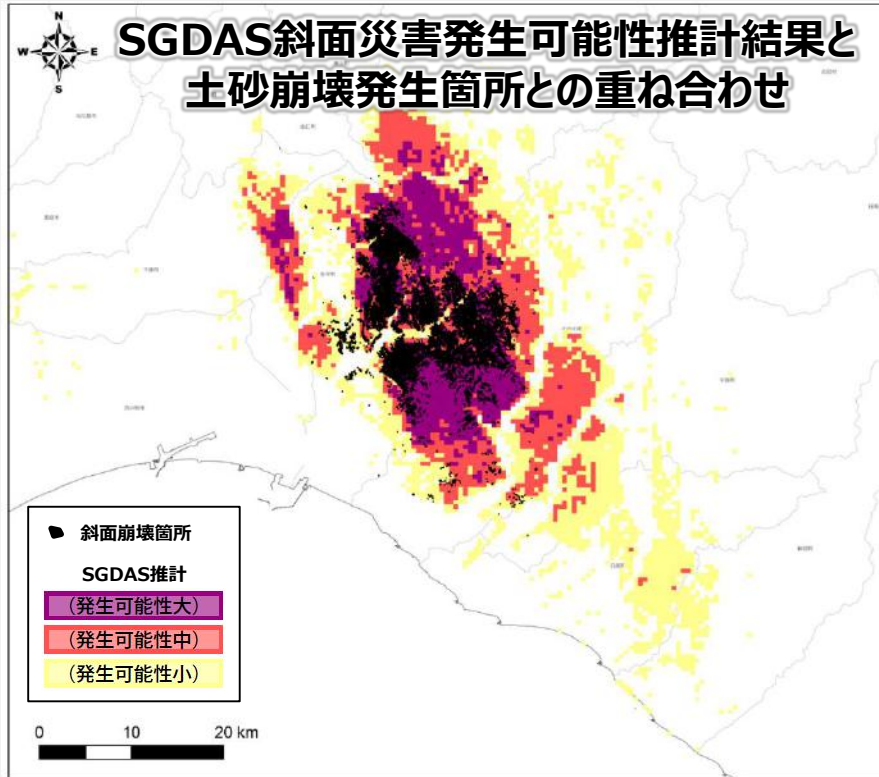 N
W
E
S
SGDAS斜面災害発生可能性推計結果と
土砂崩壊発生箇所との重ね合わせ
斜面崩壊箇所
SGDAS推計
(発生可能性大)
(発生可能性中)
(発生可能性小)
0 10 20 km